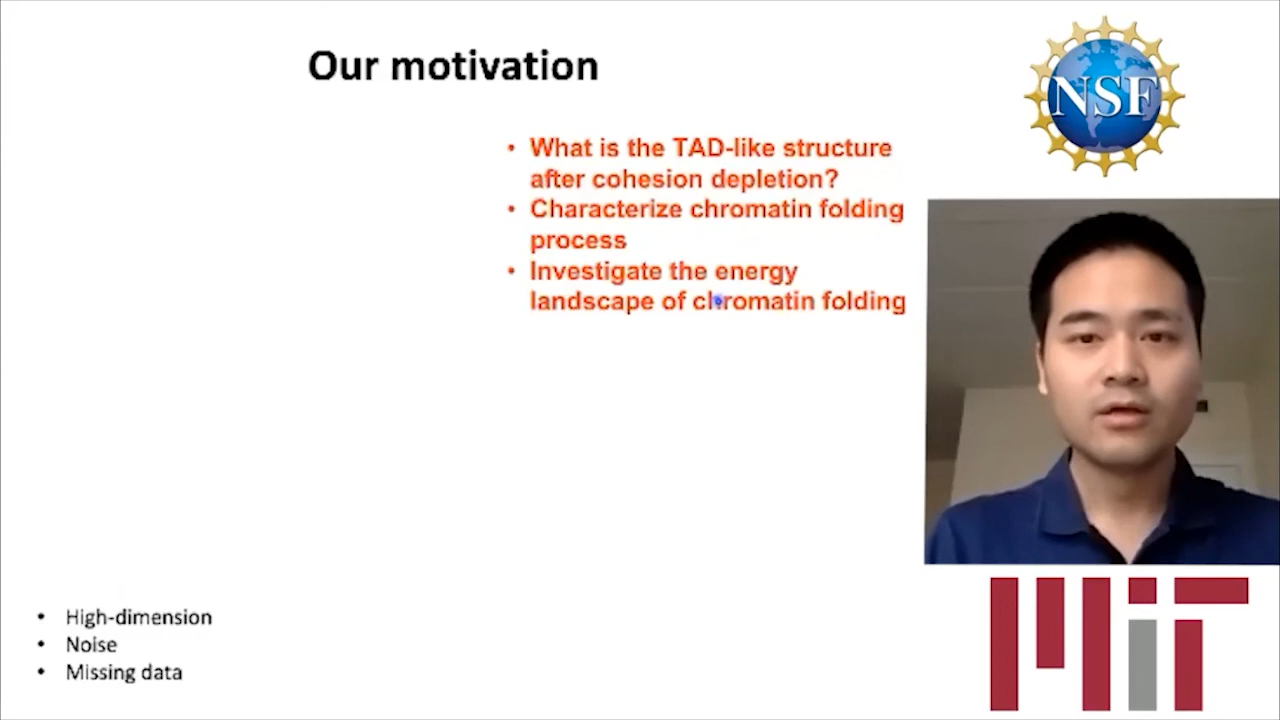 Our motivation
NSF
• What is the TAD-like structure
after cohesion depletion?
• Characterize chromatin folding
process
• Investigate the energy
landscape of chromatin folding
• High-dimension
• Noise
• Missing data
MIT